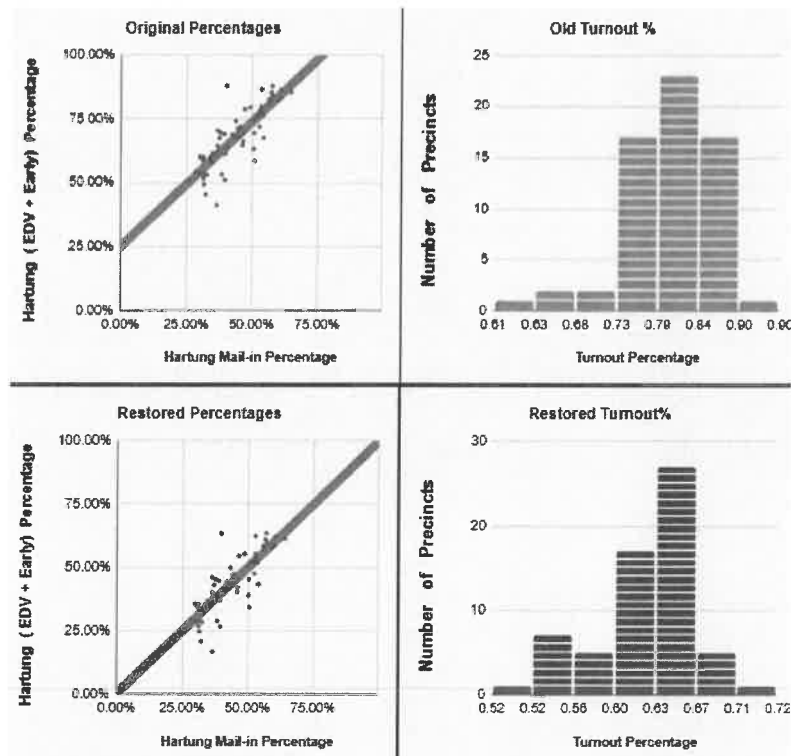 Original Percentages
Hartung ( EDV + Early) Percentage
100.00%
75.00%
50.00%
25.00%
0.00%
0.00% 25.00% 50.00% 75.00%
Hartung Mail-in Percentage
Old Turnout %
Number of Precincts
25
20
15
10
5
0
0.61 0.63 0.68 0.73 0.79 0.84 0.90 0.90
Turnout Percentage
Restored Percentages
Hartung ( EDV + Early) Percentage
100.00%
75.00%
50.00%
25.00%
0.00%
0.00% 25.00% 50.00% 75.00%
Hartung Mail-in Percentage
Restored Turnout%
Number of Precincts
30
20
10
0
0.52 0.52 0.56 0.60 0.63 0.67 0.71 0.72
Turnout Percentage